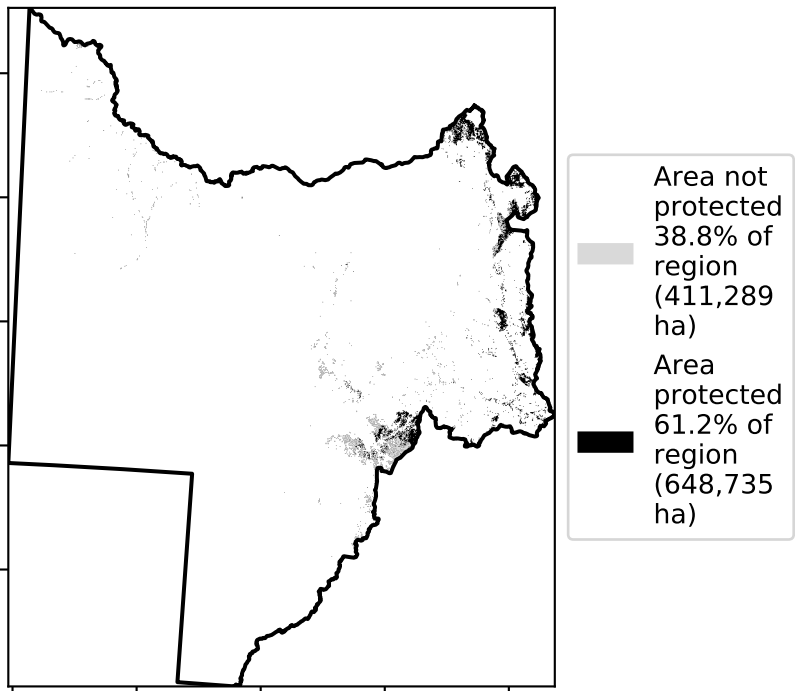 Area not
protected
38.8% of
region
(411,289
ha)
Area
protected
61.2% of
region
(648,735
ha)